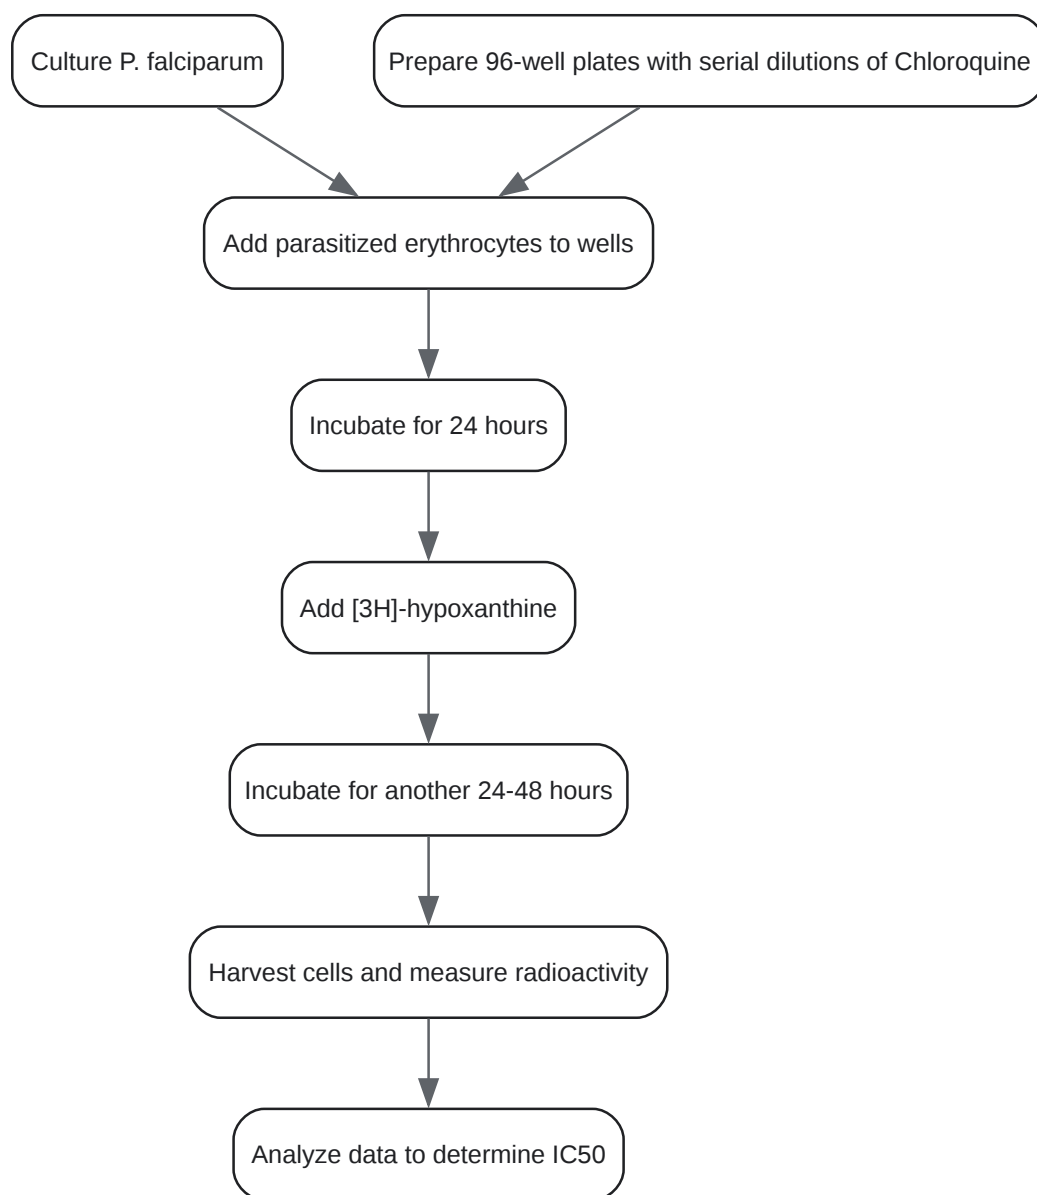 Culture P. falciparum
Prepare 96-well plates with serial dilutions of Chloroquine
Add parasitized erythrocytes to wells
Incubate for 24 hours
Add [3H]-hypoxanthine
Incubate for another 24-48 hours
Harvest cells and measure radioactivity
Analyze data to determine IC50